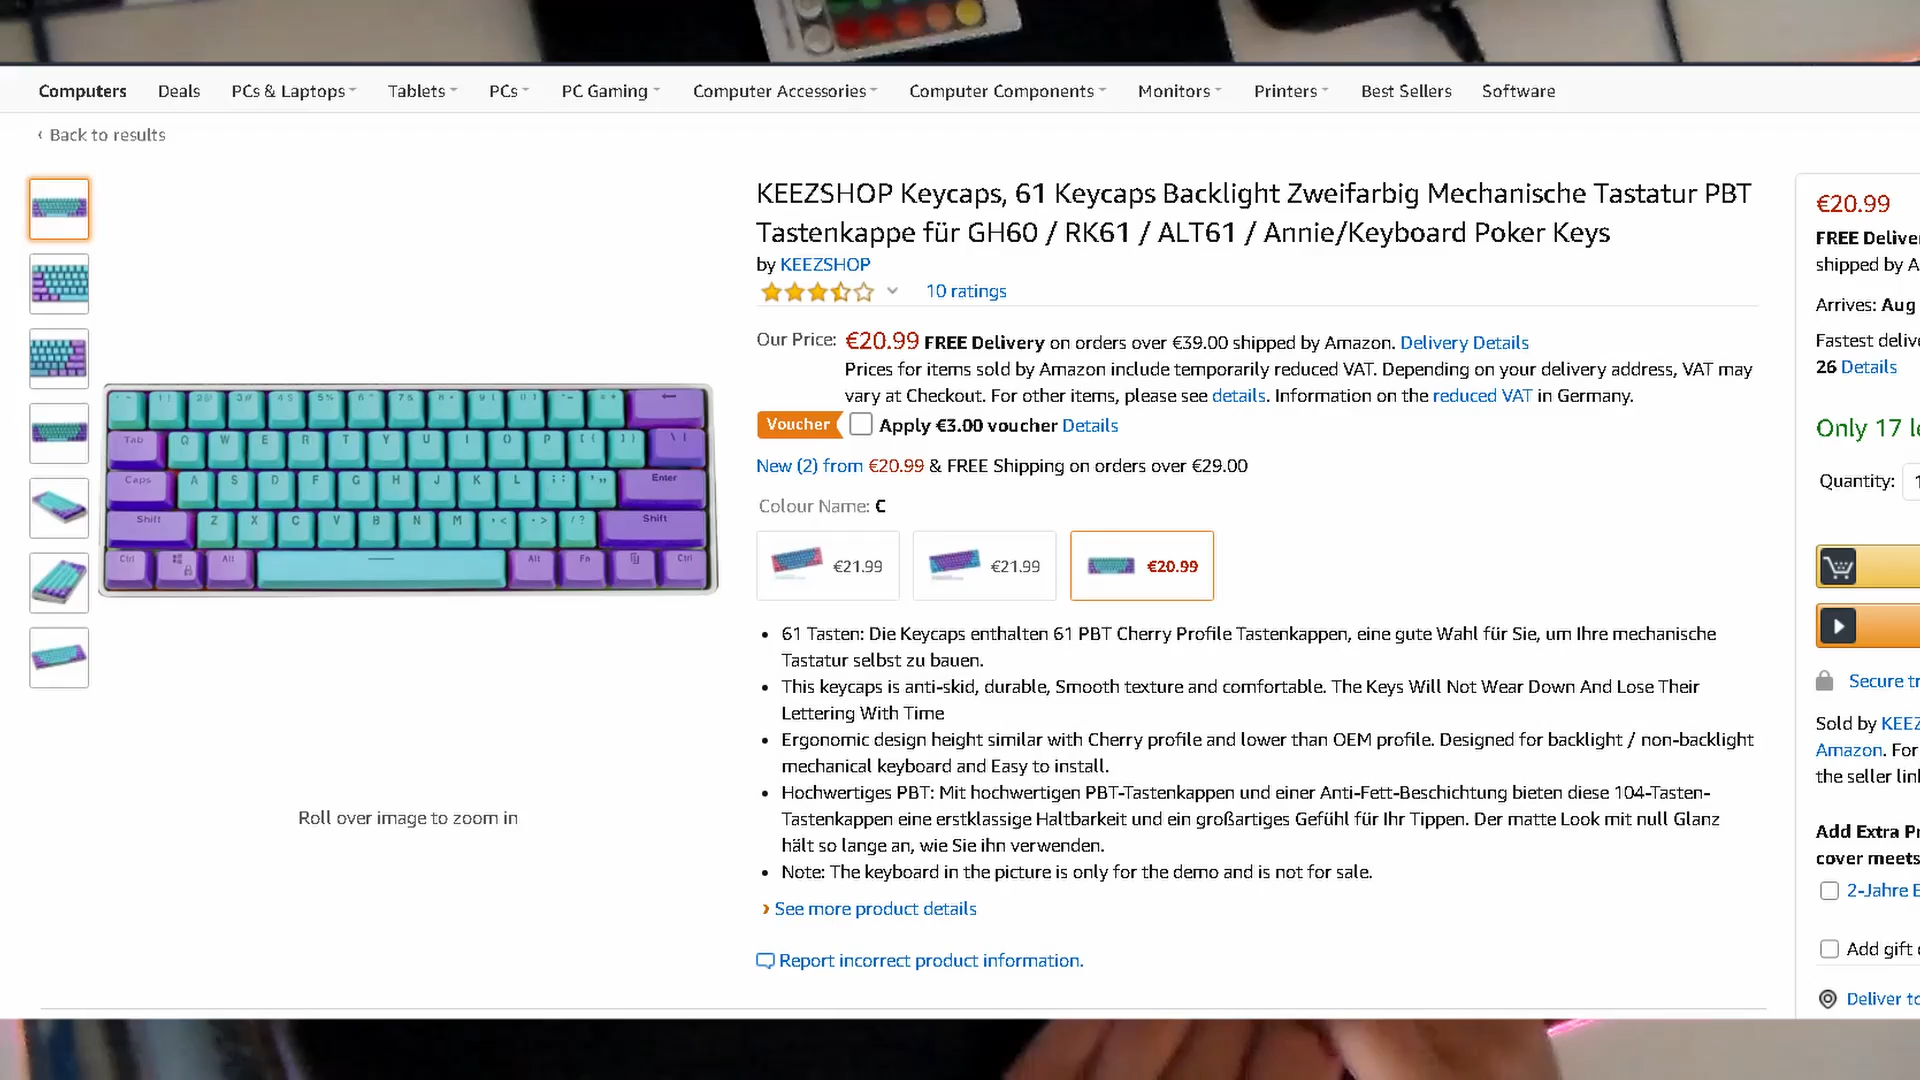 Computers Deals PCs & Laptops Tablets PCs PC Gaming Computer Accessories Computer Components Monitors Printers Best Sellers Software
‹ Back to results
KEEZSHOP Keycaps, 61 Keycaps Backlight Zweifarbig Mechanische Tastatur PBT
Tastenkappe für GH60 / RK61 / ALT61 / Annie/Keyboard Poker Keys
by KEEZSHOP
10 ratings
Our Price: €20.99 FREE Delivery on orders over €39.00 shipped by Amazon. Delivery Details
Prices for items sold by Amazon include temporarily reduced VAT. Depending on your delivery address, VAT may
vary at Checkout. For other items, please see details. Information on the reduced VAT in Germany.
Voucher Apply €3.00 voucher Details
New (2) from €20.99 & FREE Shipping on orders over €29.00
Colour Name: C
€21.99 €21.99 €20.99
• 61 Tasten: Die Keycaps enthalten 61 PBT Cherry Profile Tastenkappen, eine gute Wahl für Sie, um Ihre mechanische
Tastatur selbst zu bauen.
• This keycaps is anti-skid, durable, Smooth texture and comfortable. The Keys Will Not Wear Down And Lose Their
Lettering With Time
• Ergonomic design height similar with Cherry profile and lower than OEM profile. Designed for backlight / non-backlight
mechanical keyboard and Easy to install.
• Hochwertiges PBT: Mit hochwertigen PBT-Tastenkappen und einer Anti-Fett-Beschichtung bieten diese 104-Tasten-
Tastenkappen eine erstklassige Haltbarkeit und ein großartiges Gefühl für Ihr Tippen. Der matte Look mit null Glanz
hält so lange an, wie Sie ihn verwenden.
• Note: The keyboard in the picture is only for the demo and is not for sale.
› See more product details
Report incorrect product information.
Tab Q W E R T Y U I O P [ { ] } \ |
Caps A S D F G H J K L ; : ' " Enter
Shift Z X C V B N M , < . > / ? Shift
Ctrl Alt Alt Fn Ctrl
Roll over image to zoom in
€20.99
FREE Delive
shipped by A
Arrives: Aug
Fastest delive
26 Details
Only 17 le
Quantity: 1
Secure tr
Sold by KEEZ
Amazon. For
the seller lin
Add Extra Pr
cover meets
2-Jahre E
Add gift
Deliver to